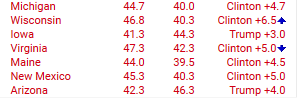 Michigan 44.7 40.0 Clinton +4.7
Wisconsin 46.8 40.3 Clinton +6.5
Iowa 41.3 44.3 Trump +3.0
Virginia 47.3 42.3 Clinton +5.0
Maine 44.0 39.5 Clinton +4.5
New Mexico 45.3 40.3 Clinton +5.0
Arizona 42.3 46.3 Trump +4.0